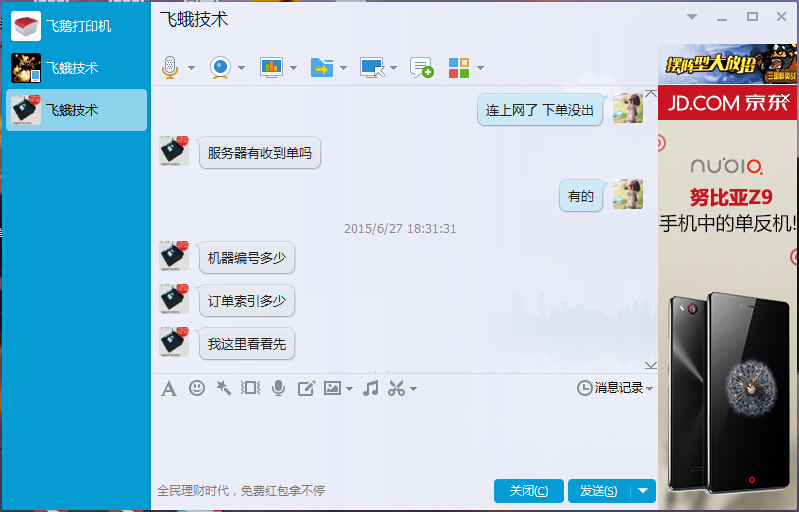 飞鹅打印机
飞蛾技术
飞蛾技术
飞蛾技术
连上网了 下单没出
服务器有收到单吗
有的
2015/6/27 18:31:31
机器编号多少
订单索引多少
我这里看看先
消息记录
全民理财时代，免费红包拿不停
关闭(C)
发送(S)
摆阵型大放招
三国群英战
JD.COM 京东
nubia
努比亚Z9
手机中的单反机!